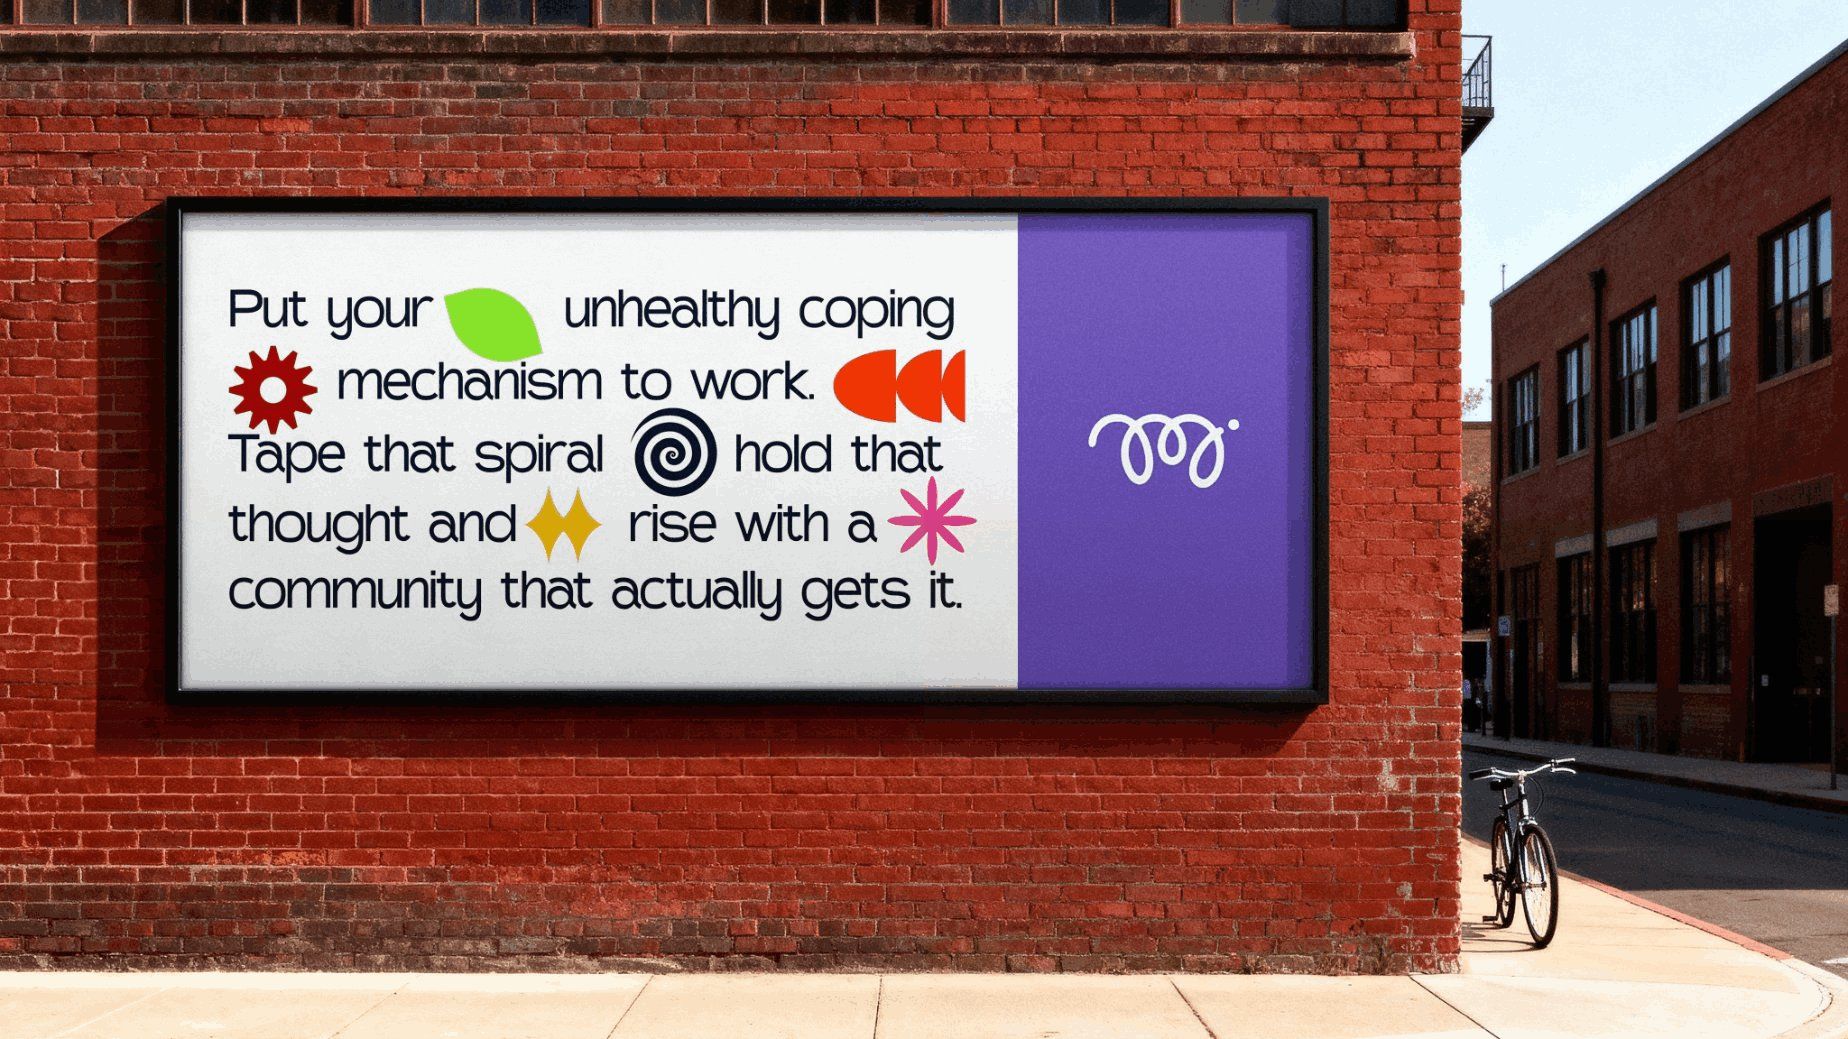 Put your unhealthy coping
mechanism to work.
Tape that spiral hold that
thought and rise with a
community that actually gets it.